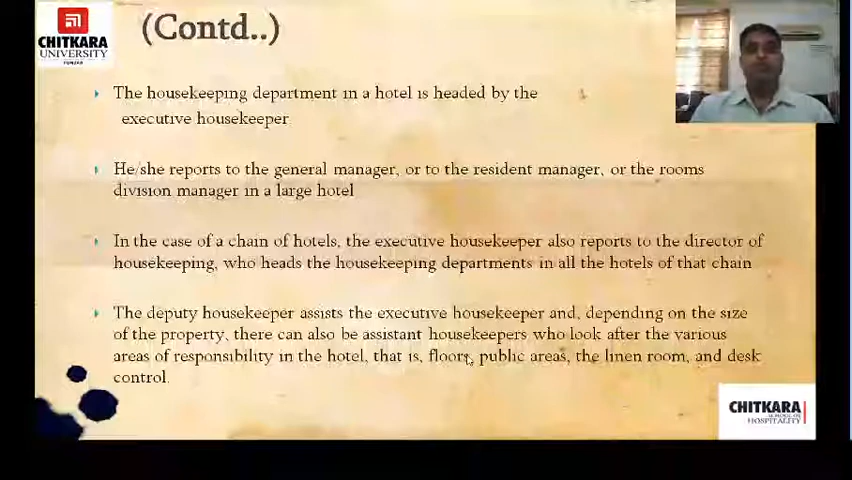 CHITKARA
UNIVERSITY
PUNJAB
(Contd..)
The housekeeping department in a hotel is headed by the
executive housekeeper
He/she reports to the general manager, or to the resident manager, or the rooms
division manager in a large hotel
In the case of a chain of hotels, the executive housekeeper also reports to the director of
housekeeping, who heads the housekeeping departments in all the hotels of that chain
The deputy housekeeper assists the executive housekeeper and, depending on the size
of the property, there can also be assistant housekeepers who look after the various
areas of responsibility in the hotel, that is, floors, public areas, the linen room, and desk
control.
CHITKARA
SCHOOL OF
HOSPITALITY